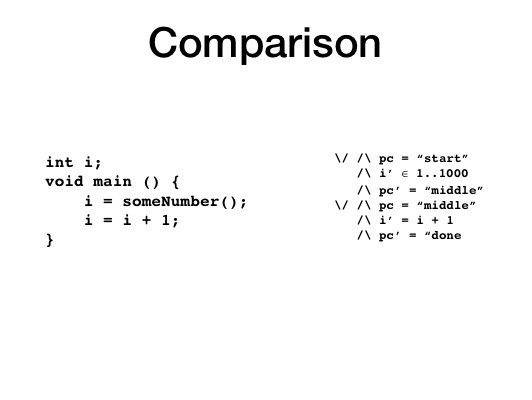 Comparison
int i;
void main () {
    i = someNumber();
    i = i + 1;
}
\/ /\ pc = “start”
   /\ i’ ∈ 1..1000
   /\ pc’ = “middle”
\/ /\ pc = “middle”
   /\ i’ = i + 1
   /\ pc’ = “done